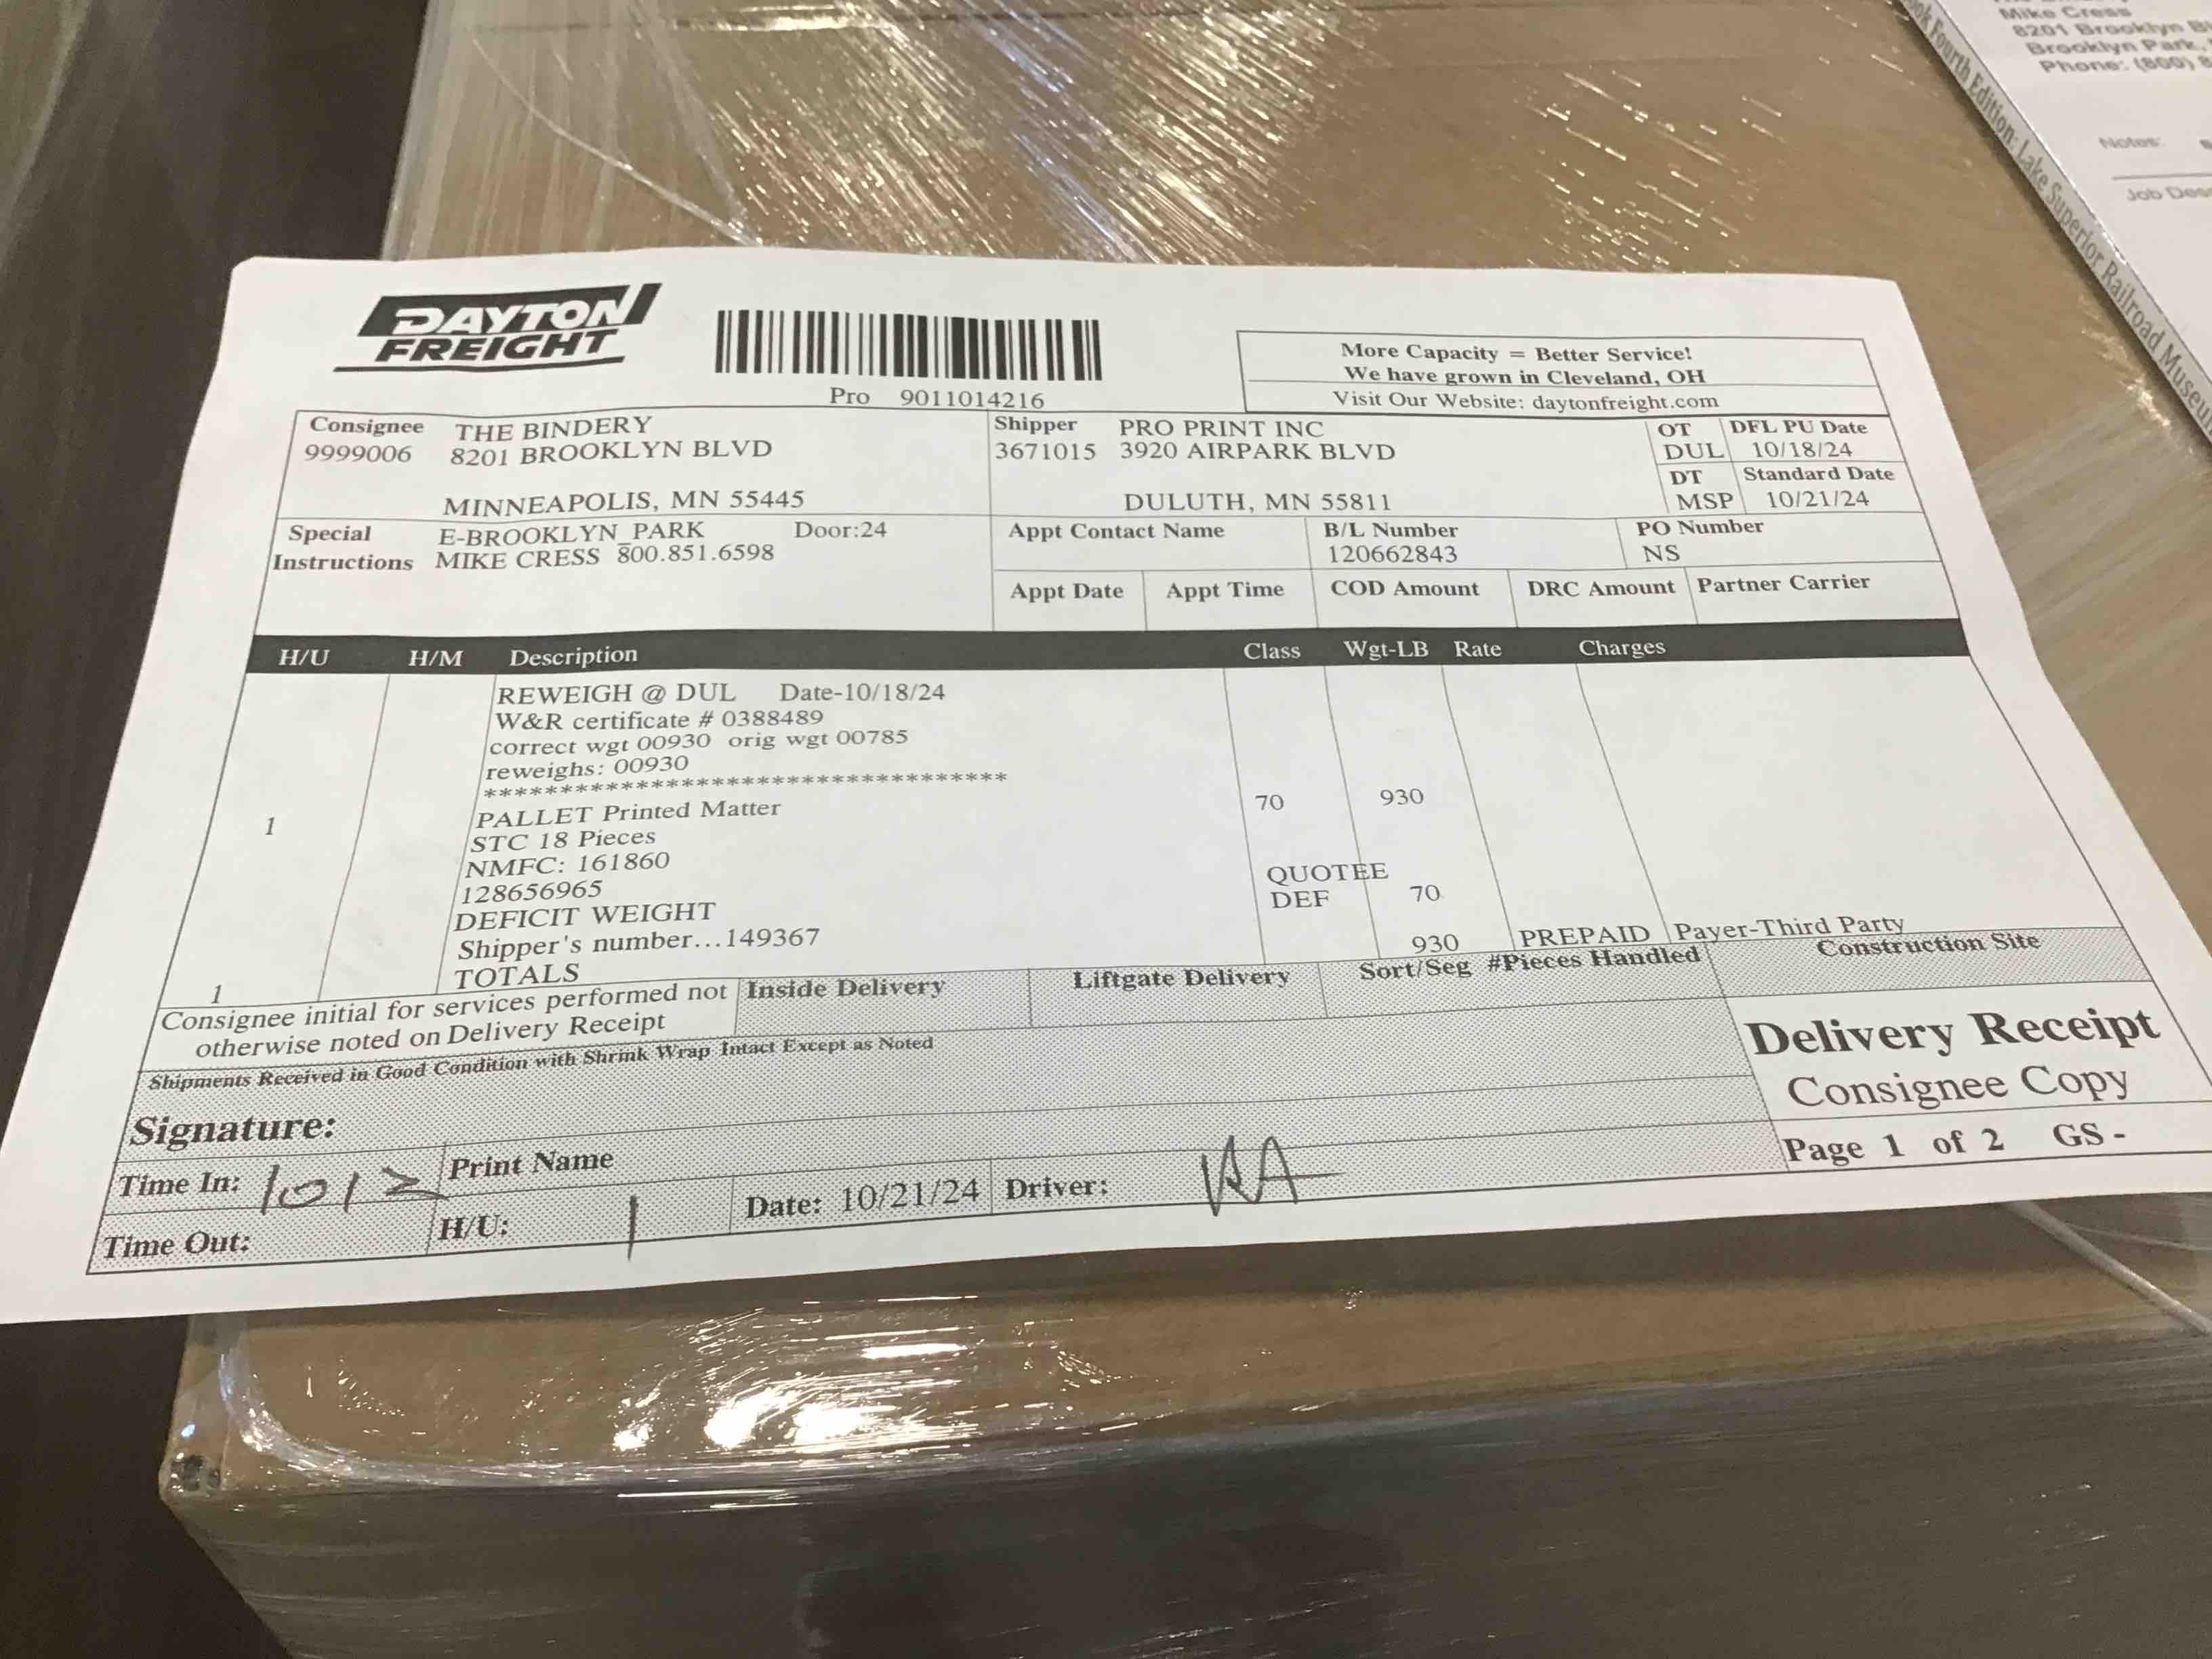 Mike Cress
8201 Brooklyn
Brooklyn Park,
Phone: (800)
Notes:
Job
Fourth Edition: Lake Superior Railroad Museum
DAYTON
FREIGHT
Pro 9011014216
More Capacity = Better Service!
We have grown in Cleveland, OH
Visit Our Website: daytonfreight.com
Consignee THE BINDERY
9999006 8201 BROOKLYN BLVD
MINNEAPOLIS, MN 55445
Shipper PRO PRINT INC
3671015 3920 AIRPARK BLVD
DULUTH, MN 55811
OT DFL PU Date
DUL 10/18/24
DT Standard Date
MSP 10/21/24
Special Instructions
E-BROOKLYN_PARK Door:24
MIKE CRESS 800.851.6598
Appt Contact Name
B/L Number
120662843
PO Number
NS
Appt Date Appt Time COD Amount DRC Amount Partner Carrier
H/U H/M Description Class Wgt-LB Rate Charges
REWEIGH @ DUL Date-10/18/24
W&R certificate # 0388489
correct wgt 00930 orig wgt 00785
reweighs: 00930
***********************************
1 PALLET Printed Matter 70 930
STC 18 Pieces
NMFC: 161860
128656965 QUOTEE
DEFICIT WEIGHT DEF 70
Shipper's number...149367
1 TOTALS 930 PREPAID Payer-Third Party
Consignee initial for services performed not
otherwise noted on Delivery Receipt
Inside Delivery
Liftgate Delivery
Sort/Seg #Pieces Handled
Construction Site
Shipments Received in Good Condition with Shrink Wrap Intact Except as Noted
Delivery Receipt
Consignee Copy
Page 1 of 2 GS -
Signature:
Time In: 1012
Print Name
Time Out:
H/U: 1
Date: 10/21/24
Driver: